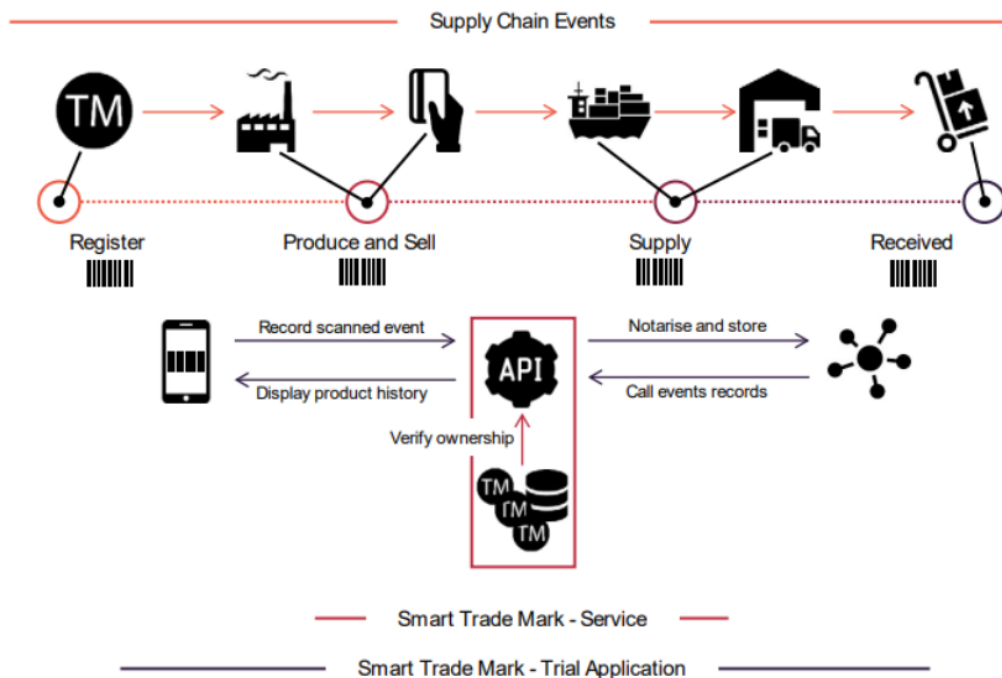 Supply Chain Events
TM
Register
Produce and Sell
Supply
Received
Record scanned event
Notarise and store
API
Display product history
Call events records
Verify ownership
TM
TM
TM
Smart Trade Mark - Service
Smart Trade Mark - Trial Application